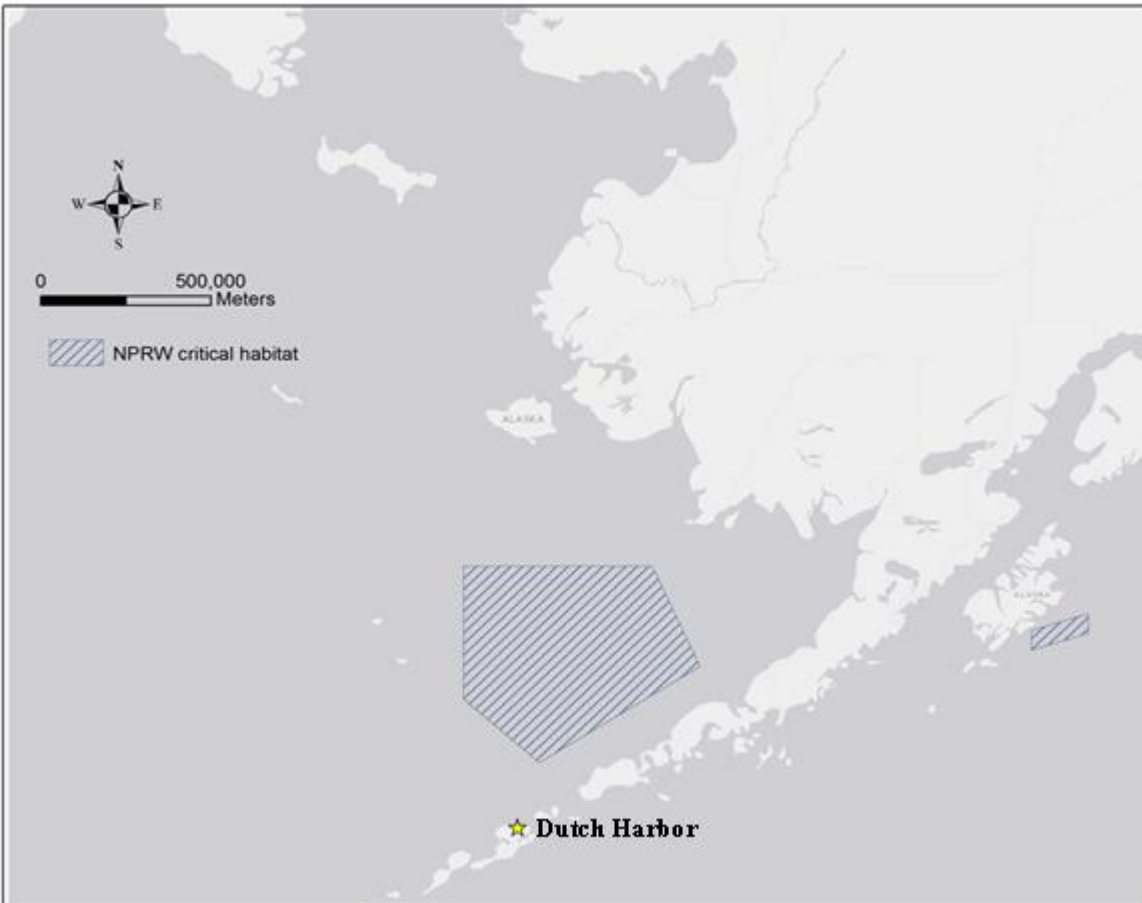 N
W E
S
0 500,000
Meters
NPRW critical habitat
ALASKA
ALASKA
Dutch Harbor